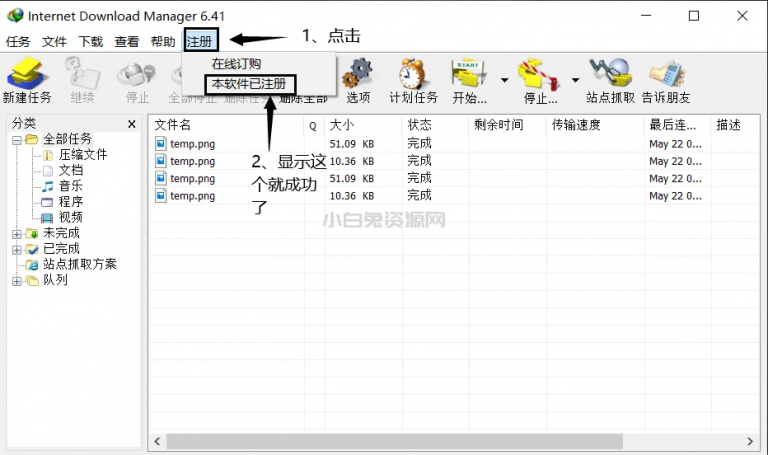 Internet Download Manager 6.41
任务 文件 下载 查看 帮助 注册
1、点击
在线订购
本软件已注册
新建任务 继续 停止 全部停止 删除任务 删除全部 选项 计划任务 开始... 停止... 站点抓取 告诉朋友
START
分类
全部任务
压缩文件
文档
音乐
程序
视频
未完成
已完成
站点抓取方案
队列
文件名 Q 大小 状态 剩余时间 传输速度 最后连... 描述
temp.png 51.09 KB 完成 May 22 0...
temp.png 10.36 KB 完成 May 22 0...
temp.png 51.09 KB 完成 May 22 0...
temp.png 10.36 KB 完成 May 22 0...
2、显示这
个就成功
了
小白兔资源网